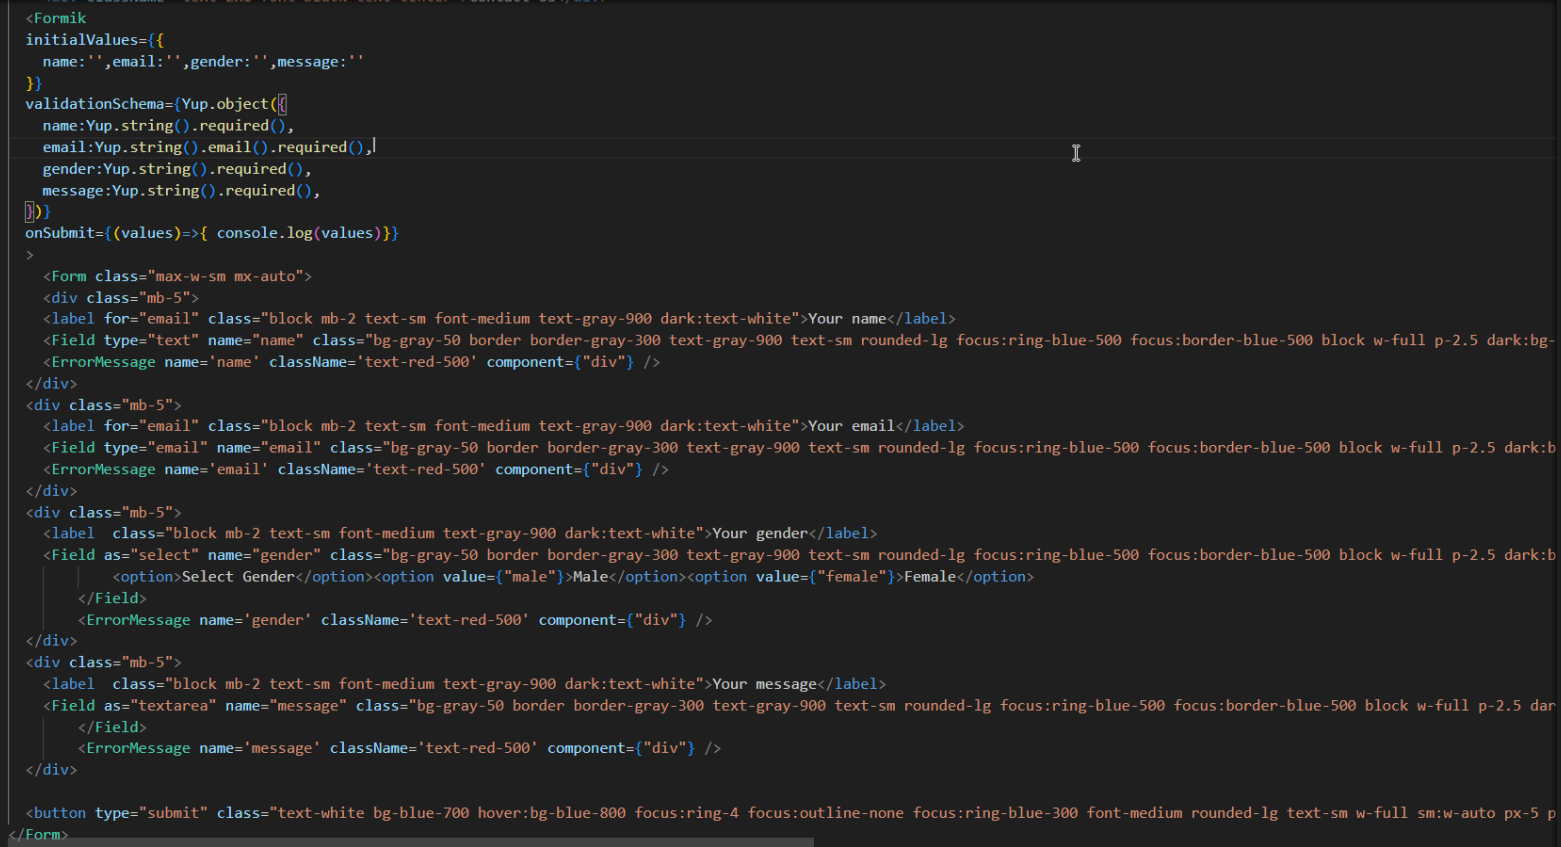 <Formik
initialValues={{
name:'',email:'',gender:'',message:''
}}
validationSchema={Yup.object({
name:Yup.string().required(),
email:Yup.string().email().required(),
gender:Yup.string().required(),
message:Yup.string().required(),
})}
onSubmit={(values)=>{ console.log(values)}}
>
<Form class="max-w-sm mx-auto">
<div class="mb-5">
<label for="email" class="block mb-2 text-sm font-medium text-gray-900 dark:text-white">Your name</label>
<Field type="text" name="name" class="bg-gray-50 border border-gray-300 text-gray-900 text-sm rounded-lg focus:ring-blue-500 focus:border-blue-500 block w-full p-2.5 dark:bg-
<ErrorMessage name='name' className='text-red-500' component={"div"} />
</div>
<div class="mb-5">
<label for="email" class="block mb-2 text-sm font-medium text-gray-900 dark:text-white">Your email</label>
<Field type="email" name="email" class="bg-gray-50 border border-gray-300 text-gray-900 text-sm rounded-lg focus:ring-blue-500 focus:border-blue-500 block w-full p-2.5 dark:b
<ErrorMessage name='email' className='text-red-500' component={"div"} />
</div>
<div class="mb-5">
<label  class="block mb-2 text-sm font-medium text-gray-900 dark:text-white">Your gender</label>
<Field as="select" name="gender" class="bg-gray-50 border border-gray-300 text-gray-900 text-sm rounded-lg focus:ring-blue-500 focus:border-blue-500 block w-full p-2.5 dark:b
<option>Select Gender</option><option value={"male"}>Male</option><option value={"female"}>Female</option>
</Field>
<ErrorMessage name='gender' className='text-red-500' component={"div"} />
</div>
<div class="mb-5">
<label  class="block mb-2 text-sm font-medium text-gray-900 dark:text-white">Your message</label>
<Field as="textarea" name="message" class="bg-gray-50 border border-gray-300 text-gray-900 text-sm rounded-lg focus:ring-blue-500 focus:border-blue-500 block w-full p-2.5 dar
</Field>
<ErrorMessage name='message' className='text-red-500' component={"div"} />
</div>
<button type="submit" class="text-white bg-blue-700 hover:bg-blue-800 focus:ring-4 focus:outline-none focus:ring-blue-300 font-medium rounded-lg text-sm w-full sm:w-auto px-5 p
</Form>